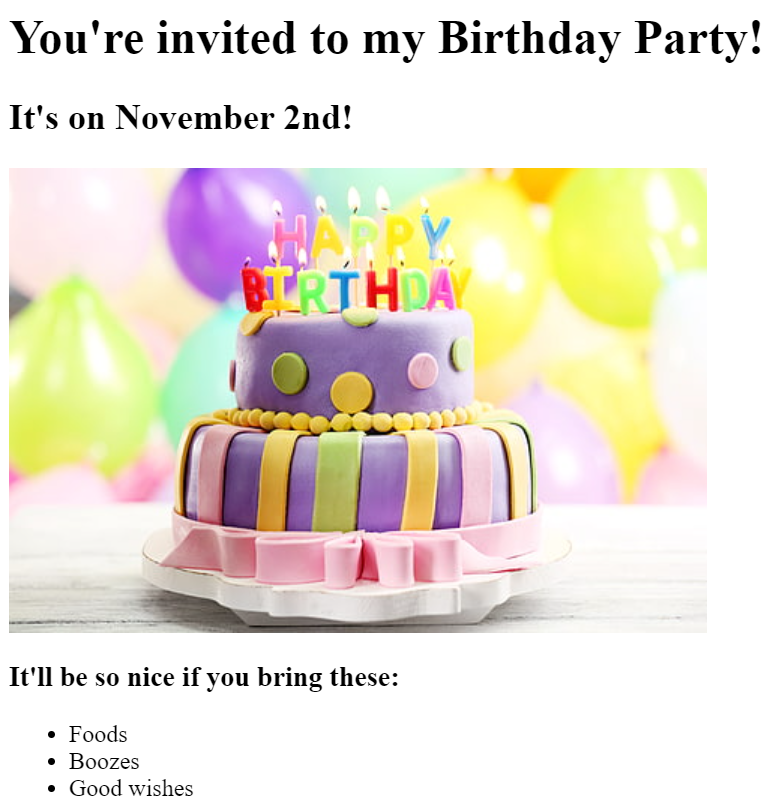 You're invited to my Birthday Party!
It's on November 2nd!
HAPPY
BIRTHDAY
It'll be so nice if you bring these:
• Foods
• Boozes
• Good wishes